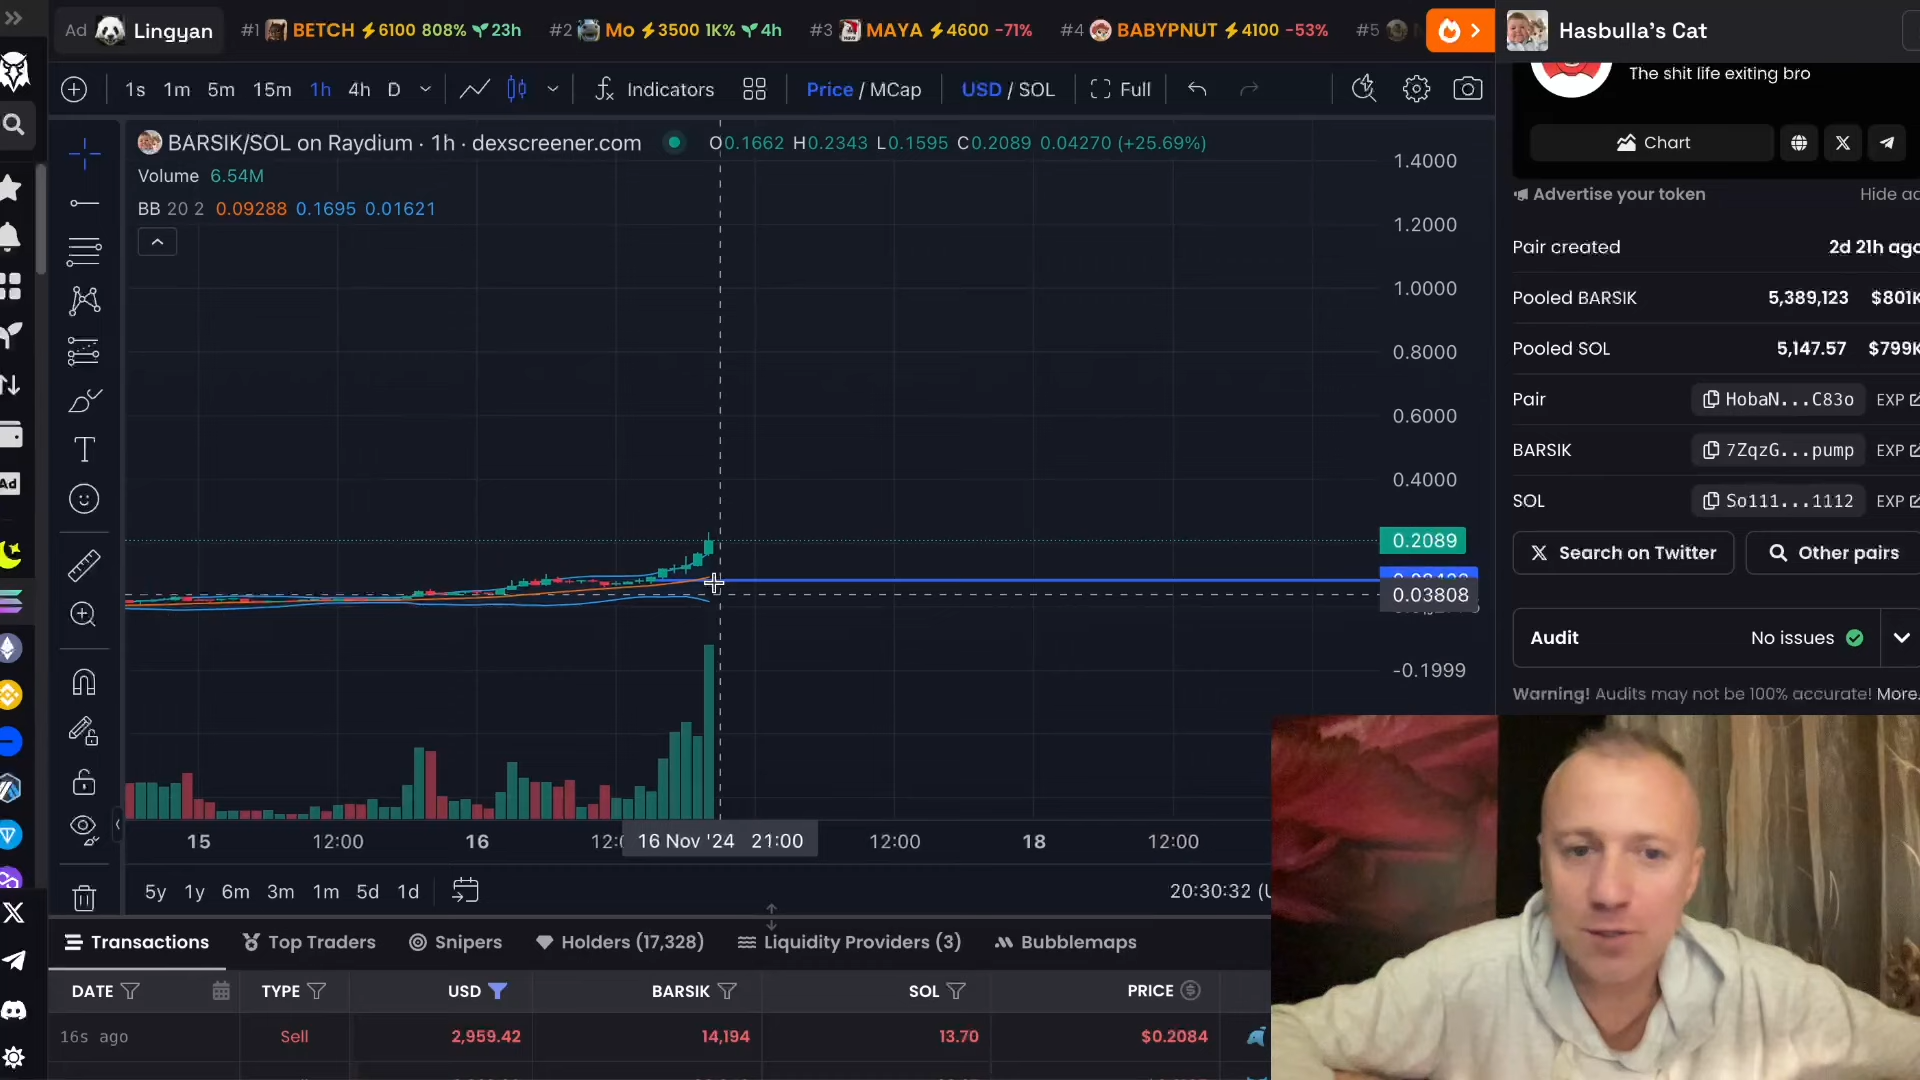 Ad Lingyan #1 BETCH 6100 808% 23h #2 Mo 3500 1K% 4h #3 MAYA 4600 -71% #4 BABYPNUT 4100 -53% #5
Hasbulla's Cat
The shit life exiting bro
1s 1m 5m 15m 1h 4h D Indicators Price / MCap USD / SOL Full
BARSIK/SOL on Raydium · 1h · dexscreener.com O0.1662 H0.2343 L0.1595 C0.2089 0.04270 (+25.69%)
Volume 6.54M
BB 20 2 0.09288 0.1695 0.01621
1.4000
1.2000
1.0000
0.8000
0.6000
0.4000
0.2089
0.03808
-0.1999
Chart
Advertise your token Hide
Pair created 2d 21h ago
Pooled BARSIK 5,389,123 $801K
Pooled SOL 5,147.57 $799K
Pair HobaN...C83o EXP
BARSIK 7ZqzG...pump EXP
SOL So111...1112 EXP
Search on Twitter Other pairs
Audit No issues
Warning! Audits may not be 100% accurate! More.
Ad
15 12:00 16 16 Nov '24 21:00 12:00 18 12:00
5y 1y 6m 3m 1m 5d 1d 20:30:32
Transactions Top Traders Snipers Holders (17,328) Liquidity Providers (3) Bubblemaps
DATE TYPE USD BARSIK SOL PRICE
16s ago Sell 2,959.42 14,194 13.70 $0.2084